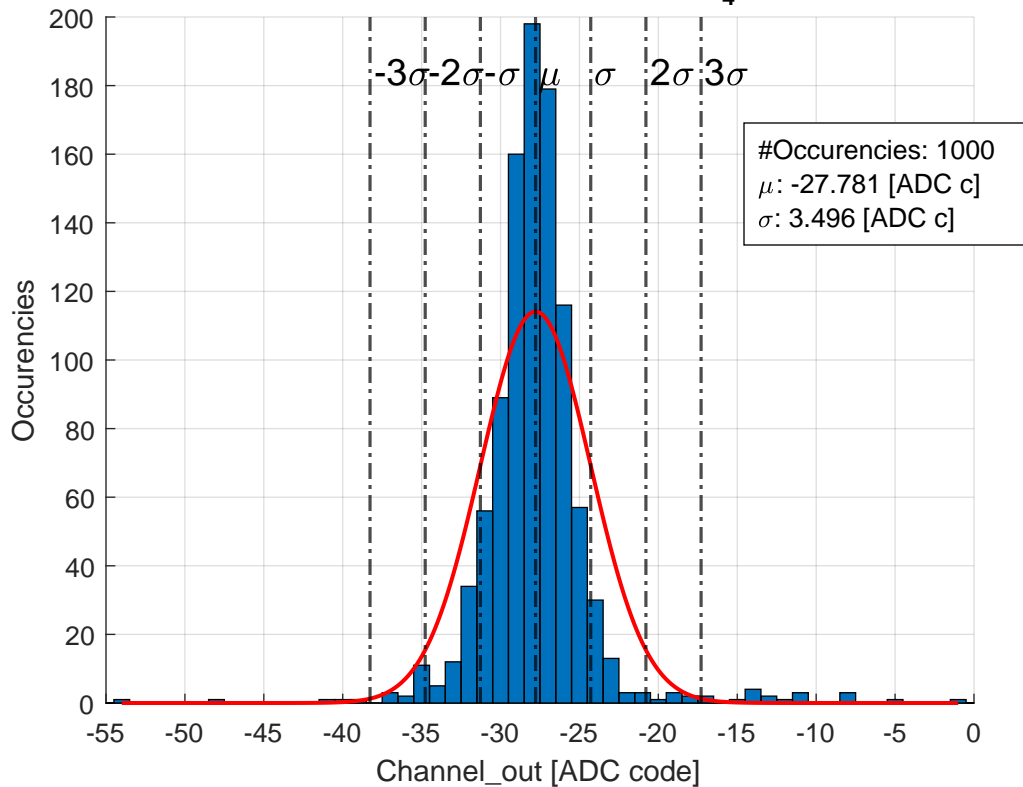 4
200
180
160
140
120
100
80
60
40
20
0
-3σ -2σ -σ μ σ 2σ 3σ
#Occurencies: 1000
μ: -27.781 [ADC c]
σ: 3.496 [ADC c]
Occurencies
-55 -50 -45 -40 -35 -30 -25 -20 -15 -10 -5 0
Channel_out [ADC code]